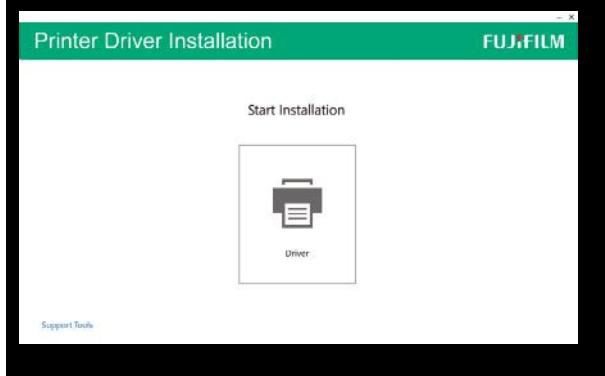 Printer Driver Installation
FUJIFILM
Start Installation
Driver
Support Tools